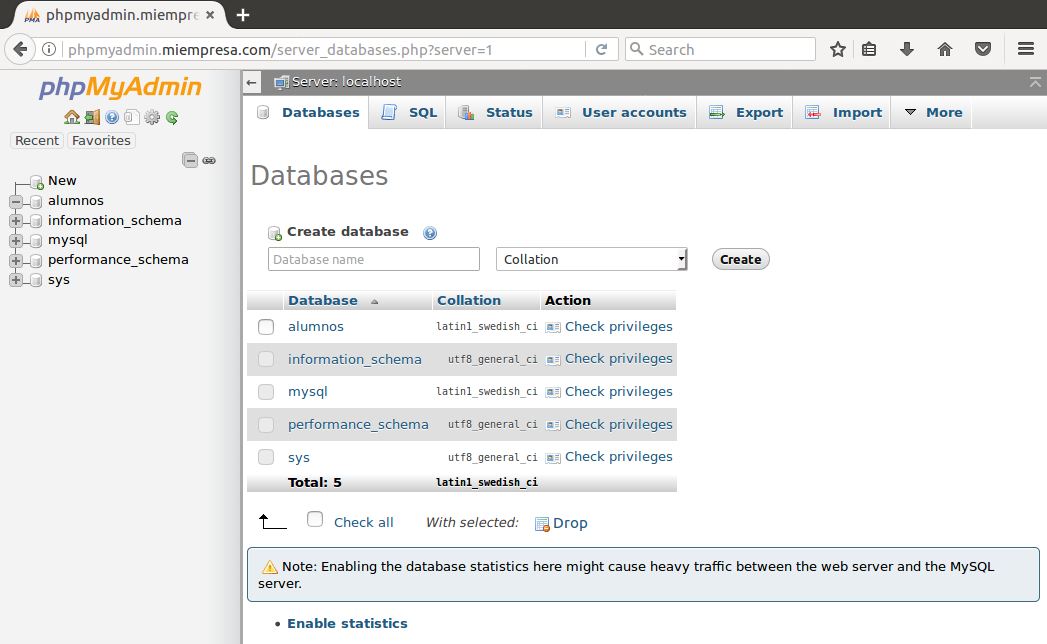 phpmyadmin.miempre
phpmyadmin.miempresa.com/server_databases.php?server=1
Search
phpMyAdmin
Recent Favorites
New
alumnos
information_schema
mysql
performance_schema
sys
Server: localhost
Databases SQL Status User accounts Export Import More
Databases
Create database
Database name Collation Create
Database Collation Action
alumnos latin1_swedish_ci Check privileges
information_schema utf8_general_ci Check privileges
mysql latin1_swedish_ci Check privileges
performance_schema utf8_general_ci Check privileges
sys utf8_general_ci Check privileges
Total: 5 latin1_swedish_ci
Check all With selected: Drop
Note: Enabling the database statistics here might cause heavy traffic between the web server and the MySQL
server.
• Enable statistics